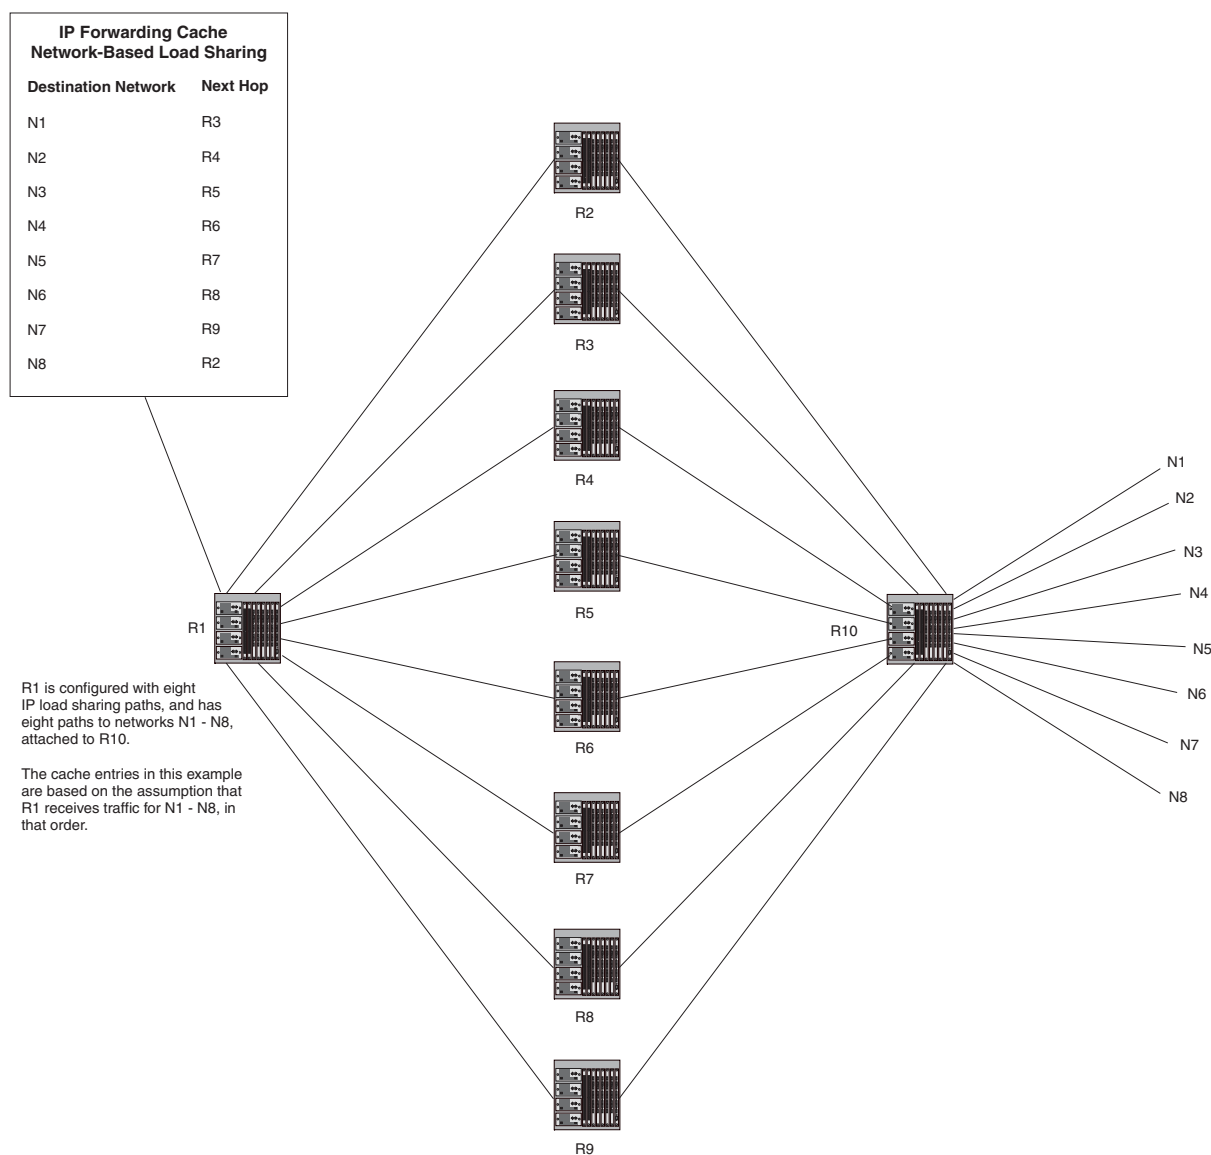 IP Forwarding Cache
Network-Based Load Sharing
Destination Network Next Hop
N1 R3
N2 R4
N3 R5
N4 R6
N5 R7
N6 R8
N7 R9
N8 R2
R2
R3
R4
R5
R6
R7
R8
R9
R1
R10
N1
N2
N3
N4
N5
N6
N7
N8
R1 is configured with eight
IP load sharing paths, and has
eight paths to networks N1 - N8,
attached to R10.
The cache entries in this example
are based on the assumption that
R1 receives traffic for N1 - N8, in
that order.